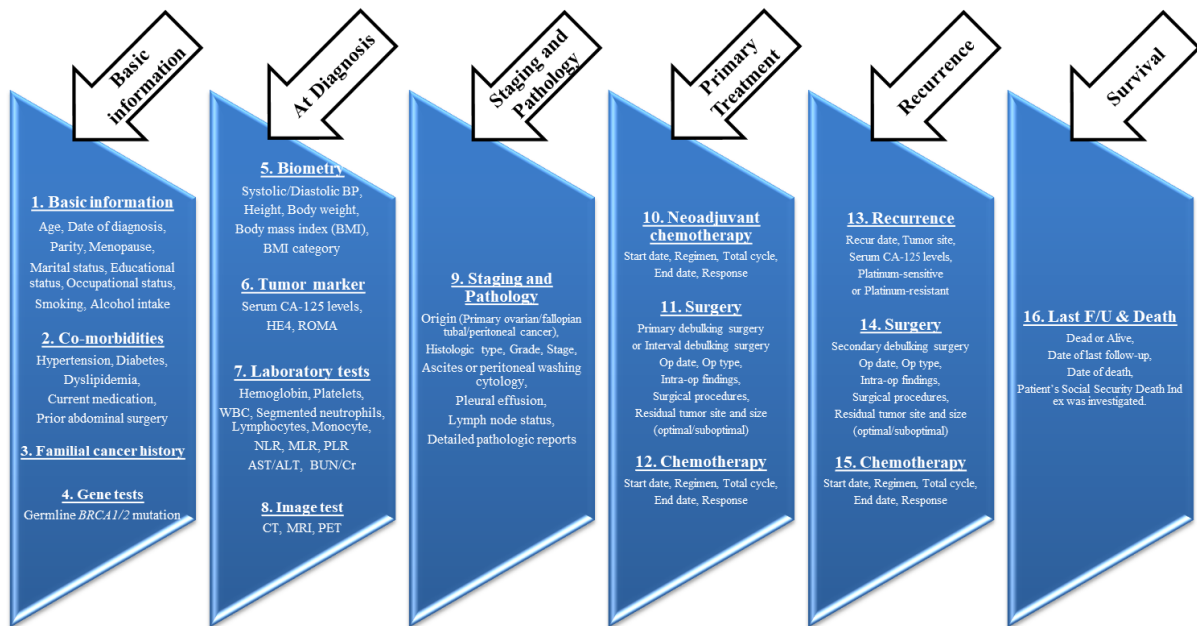 Basic
information
1. Basic information
Age, Date of diagnosis,
Parity, Menopause,
Marital status, Educational
status, Occupational status,
Smoking, Alcohol intake
2. Co-morbidities
Hypertension, Diabetes,
Dyslipidemia,
Current medication,
Prior abdominal surgery
3. Familial cancer history
4. Gene tests
Germline BRCA1/2 mutation
At Diagnosis
5. Biometry
Systolic/Diastolic BP,
Height, Body weight,
Body mass index (BMI),
BMI category
6. Tumor marker
Serum CA-125 levels,
HE4, ROMA
7. Laboratory tests
Hemoglobin, Platelets,
WBC, Segmented neutrophils,
Lymphocytes, Monocyte,
NLR, MLR, PLR
AST/ALT, BUN/Cr
8. Image test
CT, MRI, PET
Staging and
Pathology
9. Staging and
Pathology
Origin (Primary ovarian/fallopian
tubal/peritoneal cancer),
Histologic type, Grade, Stage,
Ascites or peritoneal washing
cytology,
Pleural effusion,
Lymph node status,
Detailed pathologic reports
Primary
Treatment
10. Neoadjuvant
chemotherapy
Start date, Regimen, Total cycle,
End date, Response
11. Surgery
Primary debulking surgery
or Interval debulking surgery
Op date, Op type,
Intra-op findings,
Surgical procedures,
Residual tumor site and size
(optimal/suboptimal)
12. Chemotherapy
Start date, Regimen, Total cycle,
End date, Response
Recurrence
13. Recurrence
Recur date, Tumor site,
Serum CA-125 levels,
Platinum-sensitive
or Platinum-resistant
14. Surgery
Secondary debulking surgery
Op date, Op type,
Intra-op findings,
Surgical procedures,
Residual tumor site and size
(optimal/suboptimal)
15. Chemotherapy
Start date, Regimen, Total cycle,
End date, Response
Survival
16. Last F/U & Death
Dead or Alive,
Date of last follow-up,
Date of death,
Patient's Social Security Death Ind
ex was investigated.